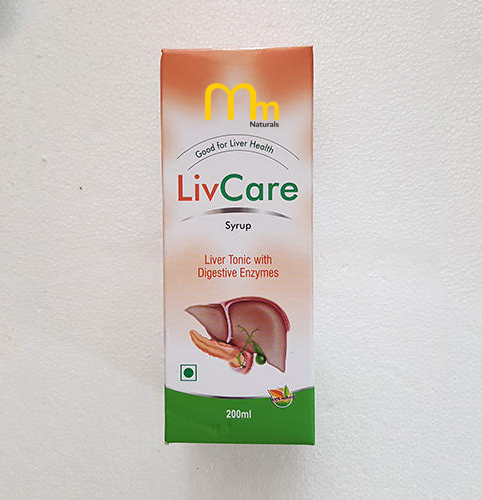 Mm
Naturals
Good for Liver Health
LivCare
Syrup
Liver Tonic with
Digestive Enzymes
200ml